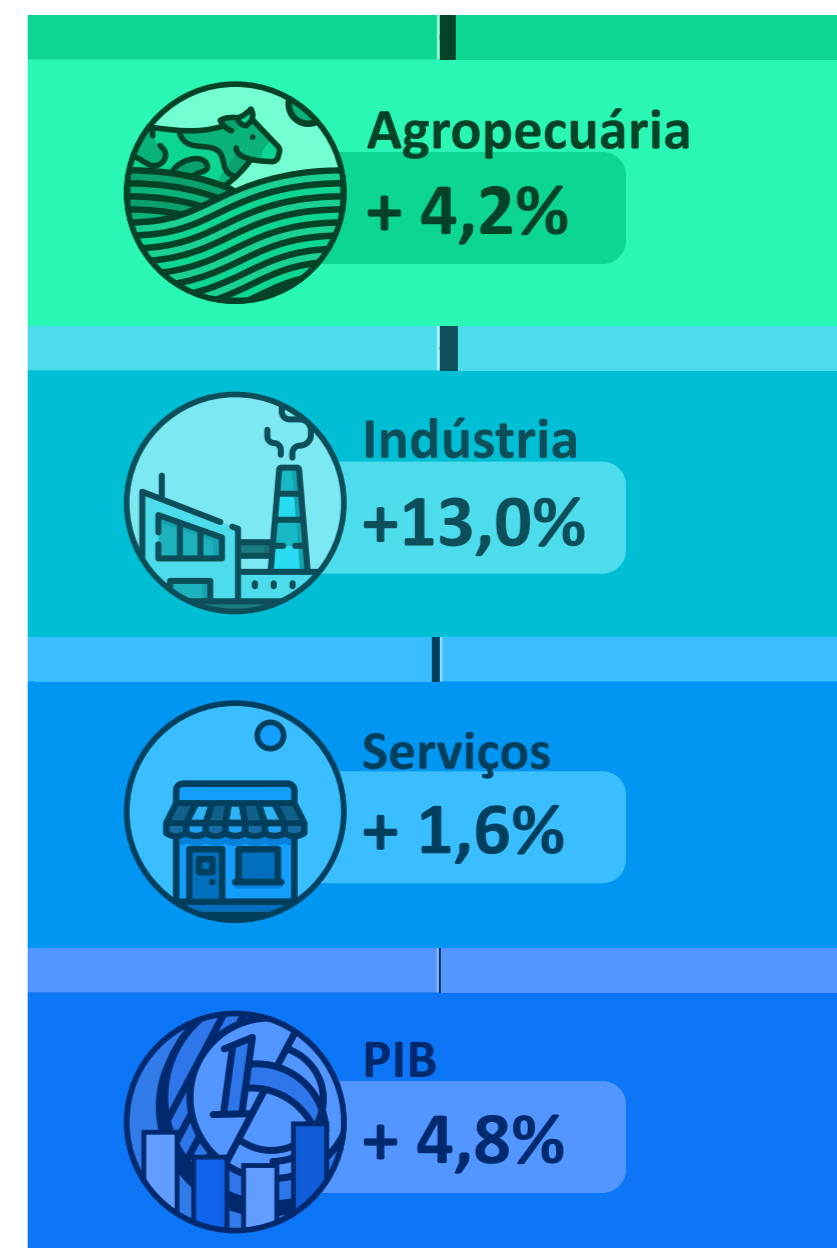 Agropecuária
+ 4,2%
Indústria
+13,0%
Serviços
+ 1,6%
PIB
+ 4,8%